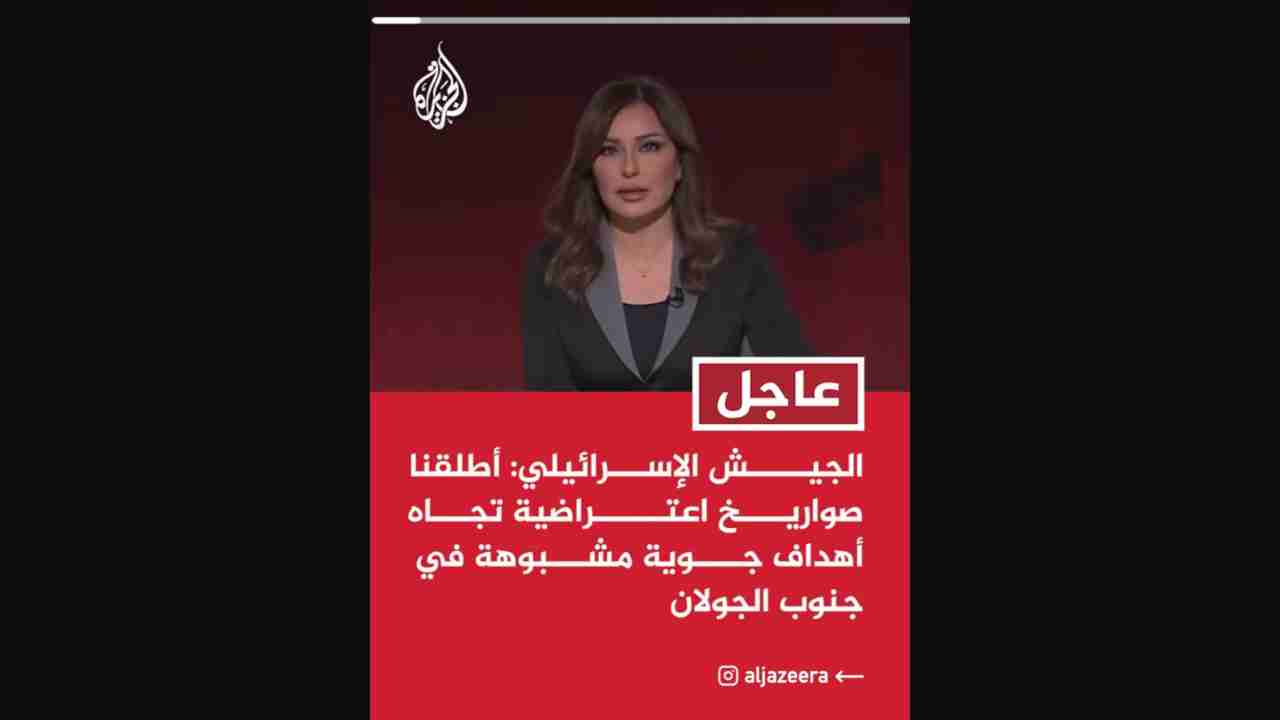 الجزيرة
عاجل
الجيش الإسرائيلي: أطلقنا
صواريخ اعتراضية تجاه
أهداف جوية مشبوهة في
جنوب الجولان
aljazeera